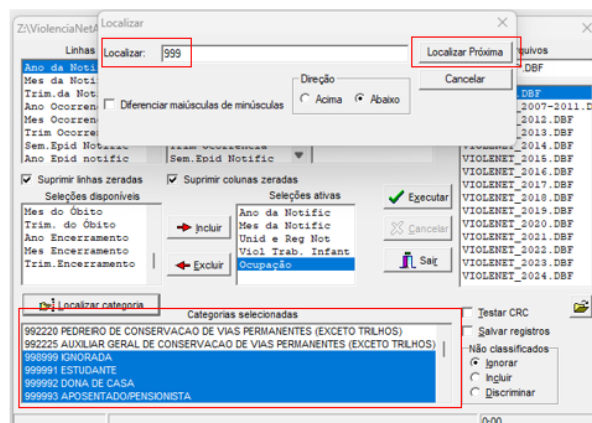 Z:\ViolenciaNetA
Localizar
Linhas
Localizar: 999
Localizar Próxima
Cancelar
Direção
Acima
Abaixo
Diferenciar maiúsculas de minúsculas
Ano da Noti
Mes da Noti
Trim.da Not
Ano Ocorren
Mes Ocorren
Trim Ocorre
Sem.Epid Notific
Ano Epid notific
Trim Ocorrencia
Sem.Epid Notific
quivos
.DBF
.DBF
_2007-2011.D
_2012.DBF
_2013.DBF
VIOLENET_2014.DBF
VIOLENET_2015.DBF
VIOLENET_2016.DBF
VIOLENET_2017.DBF
VIOLENET_2018.DBF
VIOLENET_2019.DBF
VIOLENET_2020.DBF
VIOLENET_2021.DBF
VIOLENET_2022.DBF
VIOLENET_2023.DBF
VIOLENET_2024.DBF
Suprimir linhas zeradas
Suprimir colunas zeradas
Seleções disponíveis
Mes do Óbito
Trim. do Óbito
Ano Encerramento
Mes Encerramento
Trim.Encerramento
Incluir
Excluir
Seleções ativas
Ano da Notific
Mes da Notific
Unid e Reg Not
Viol Trab. Infant
Ocupação
Executar
Cancelar
Sair
Localizar categoria
Categorias selecionadas
992220 PEDREIRO DE CONSERVACAO DE VIAS PERMANENTES (EXCETO TRILHOS)
992225 AUXILIAR GERAL DE CONSERVACAO DE VIAS PERMANENTES (EXCETO TRILHOS)
998999 IGNORADA
999991 ESTUDANTE
999992 DONA DE CASA
999993 APOSENTADO/PENSIONISTA
Testar CRC
Salvar registros
Não classificados
Ignorar
Incluir
Discriminar
0:00